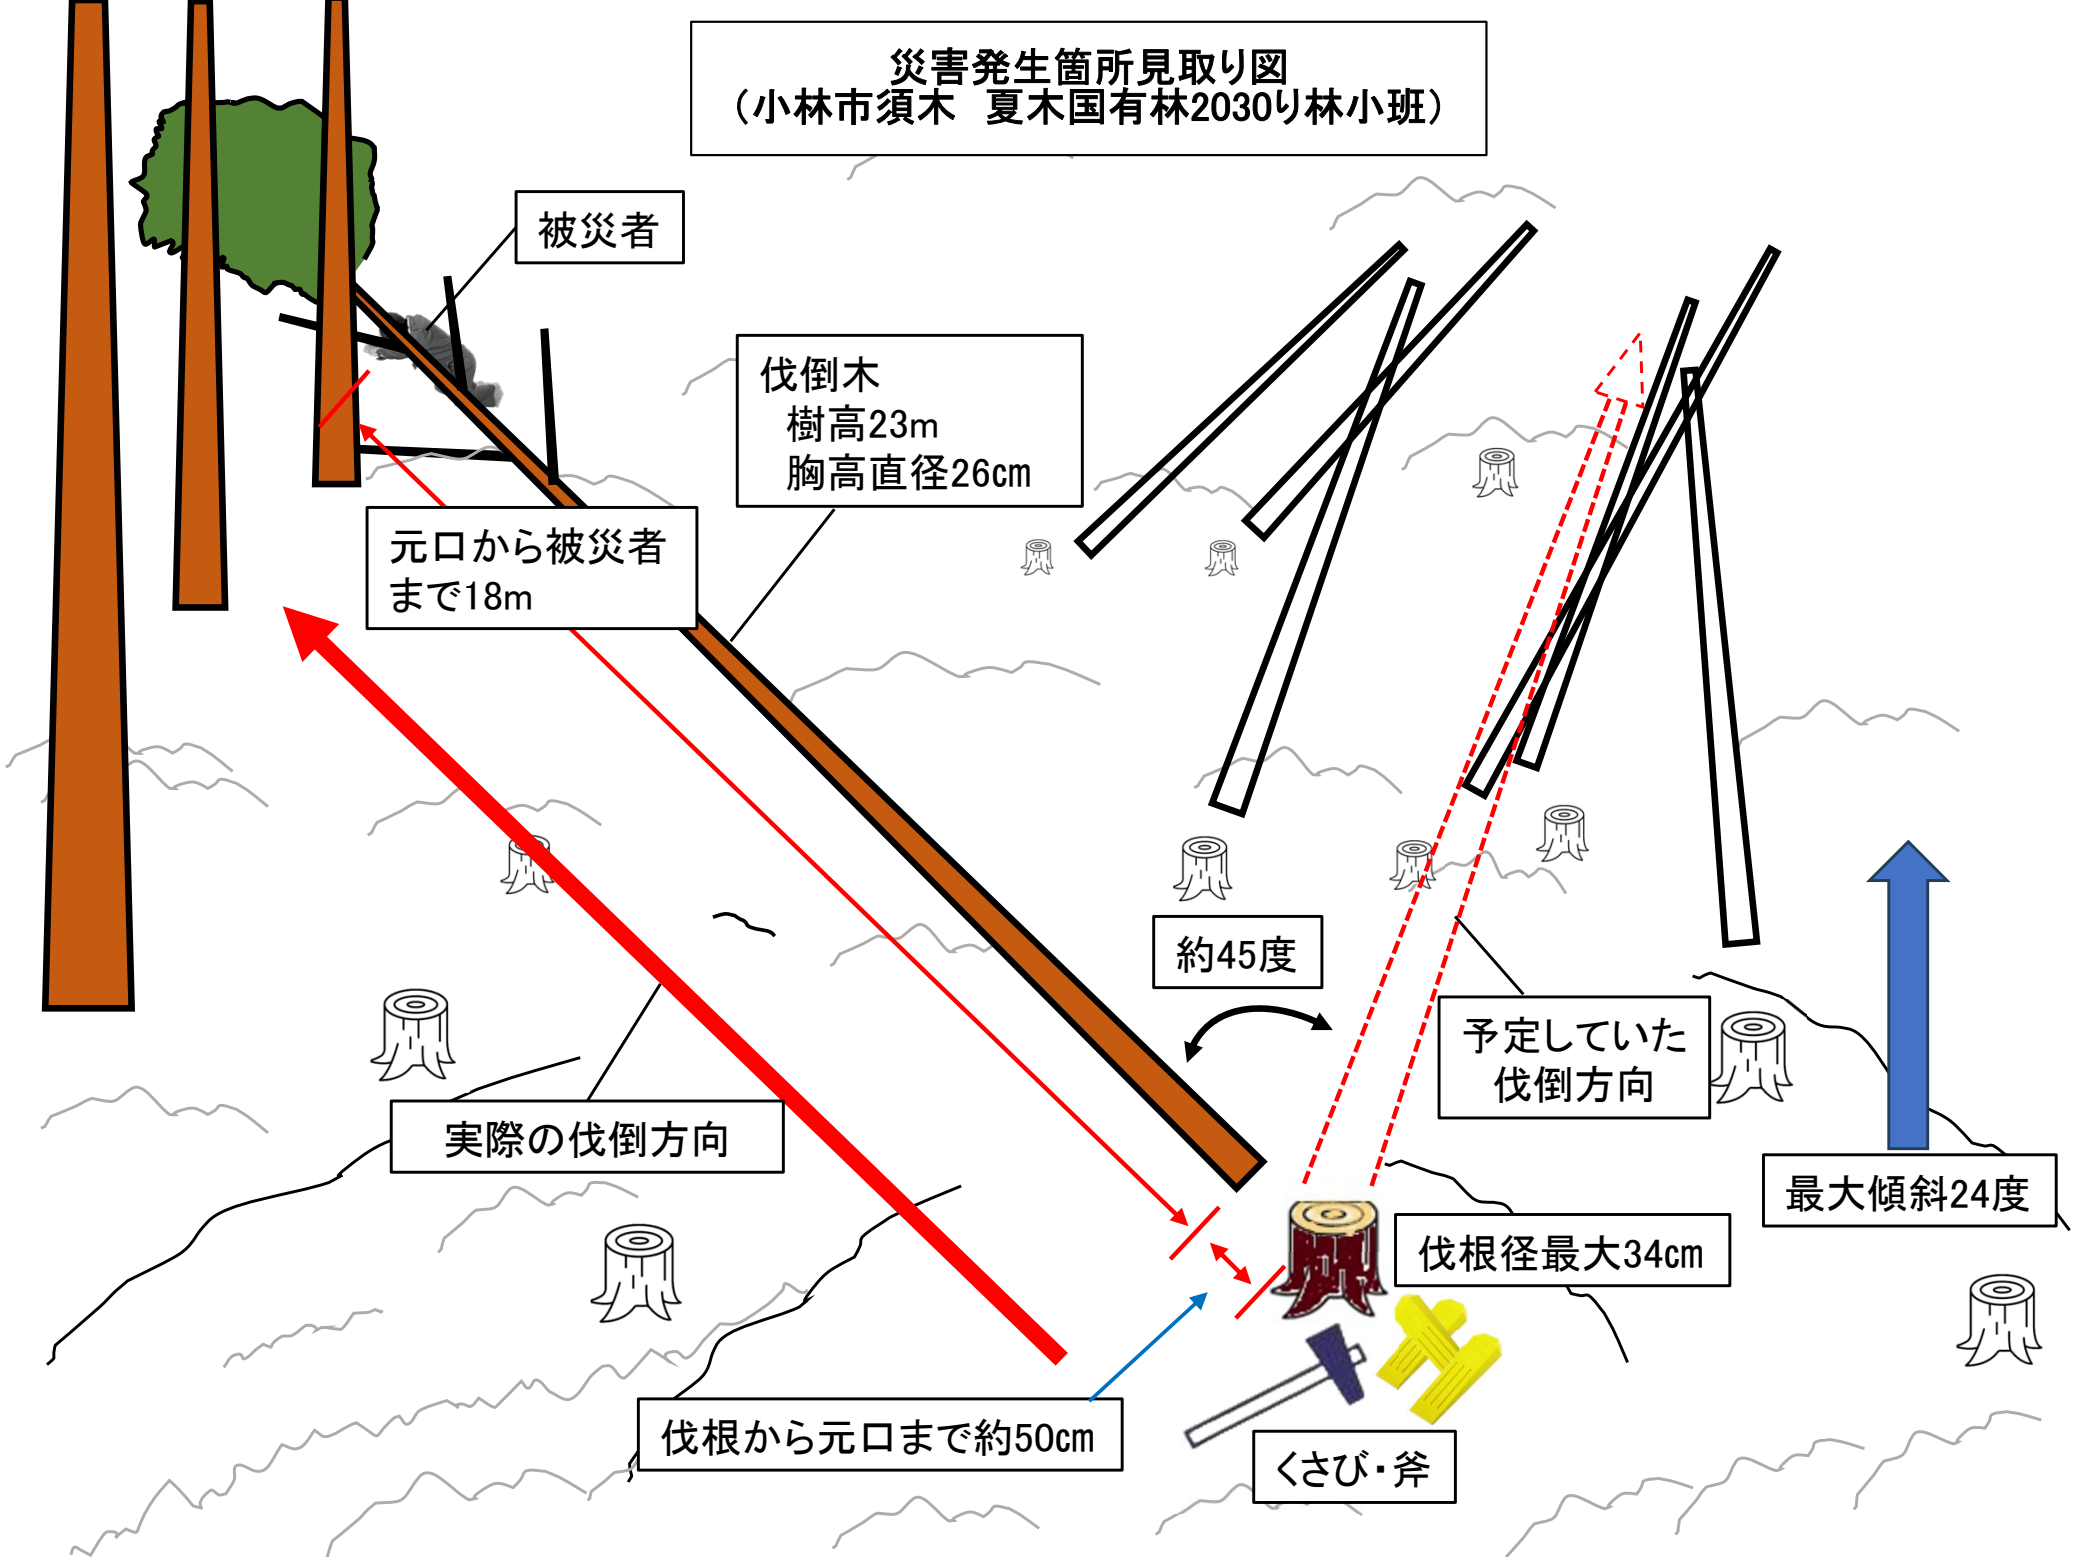 災害発生箇所見取り図
（小林市須木　夏木国有林2030り林小班）
被災者
伐倒木
樹高23m
胸高直径26㎝
元口から被災者
まで18m
約45度
予定していた
伐倒方向
実際の伐倒方向
最大傾斜24度
伐根径最大34㎝
伐根から元口まで約50㎝
くさび・斧